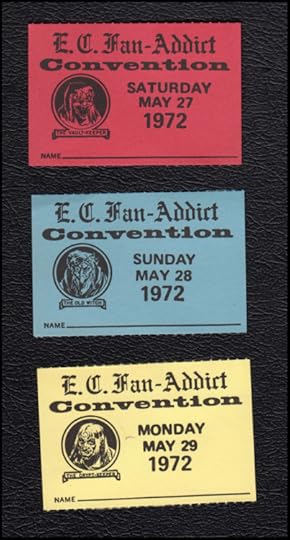 E.C. Fan-Addict
Convention
SATURDAY
MAY 27
1972
THE VAULT-KEEPER
NAME
E.C. Fan-Addict
Convention
SUNDAY
MAY 28
1972
THE OLD WITCH
NAME
E.C. Fan-Addict
Convention
MONDAY
MAY 29
1972
THE CRYPT-KEEPER
NAME